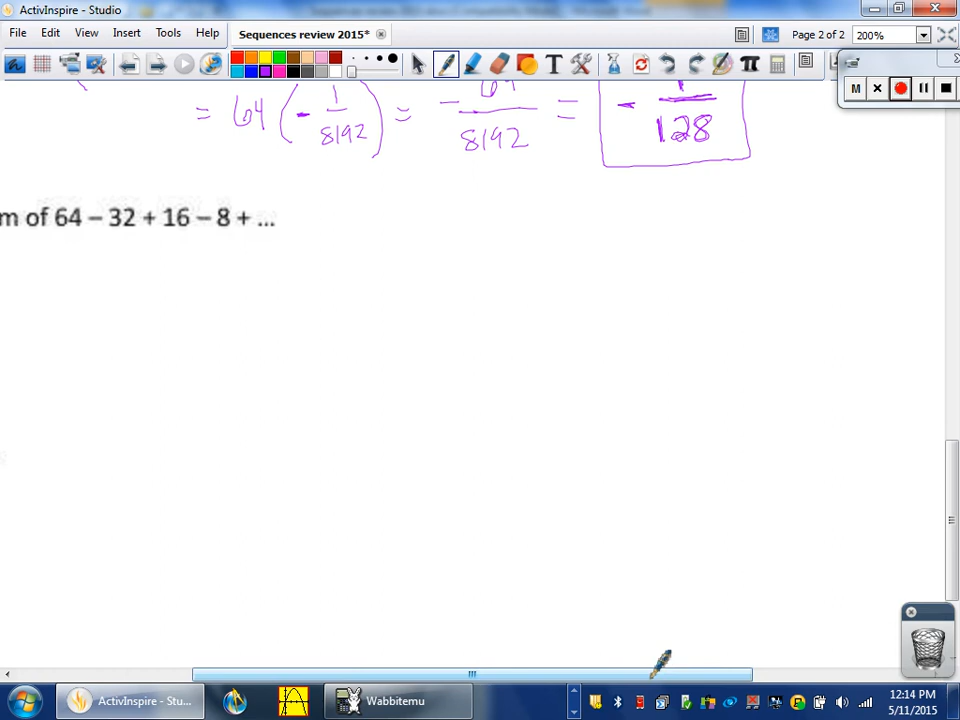 ActivInspire - Studio
File Edit View Insert Tools Help
Sequences review 2015*
Page 2 of 2
200%
M
= 64 ( - 1/8192 ) = - 64/8192 = - 1/128
m of 64 – 32 + 16 – 8 + ...
ActivInspire - Stu...
Wabbitemu
12:14 PM
5/11/2015